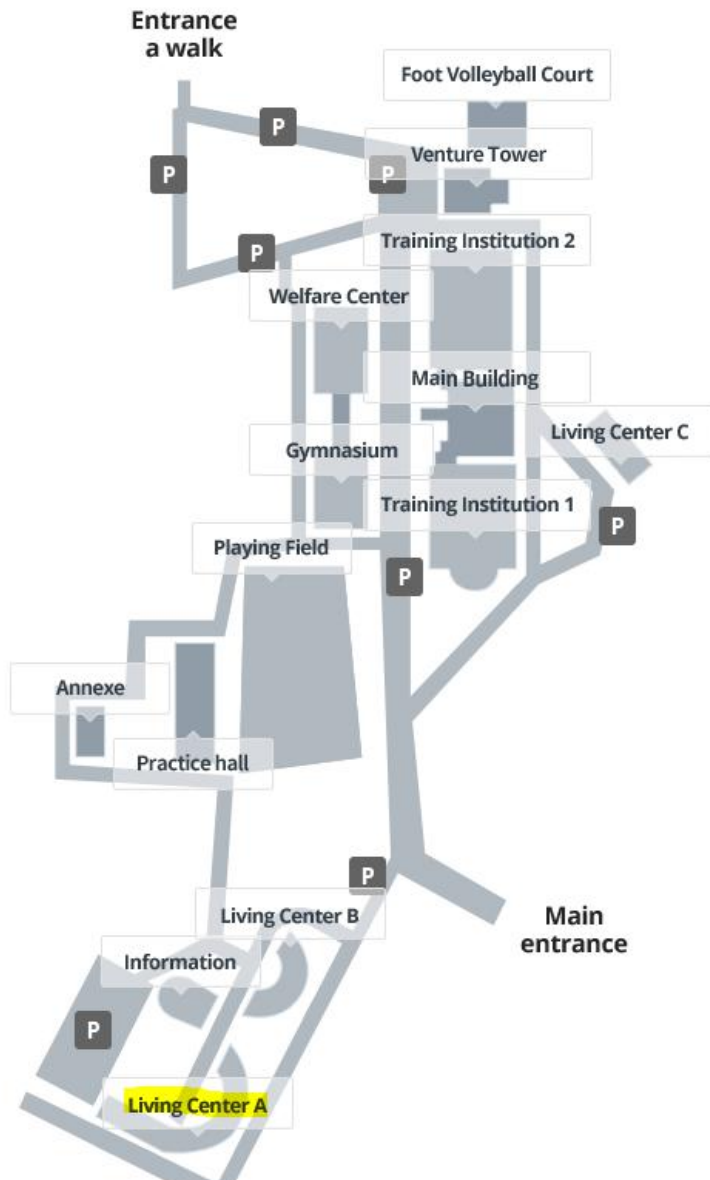 Entrance
a walk
Foot Volleyball Court
P
Venture Tower
P
P
Training Institution 2
P
Welfare Center
Main Building
Living Center C
Gymnasium
Training Institution 1
P
Playing Field
P
Annexe
Practice hall
P
Living Center B
Main
entrance
Information
P
Living Center A